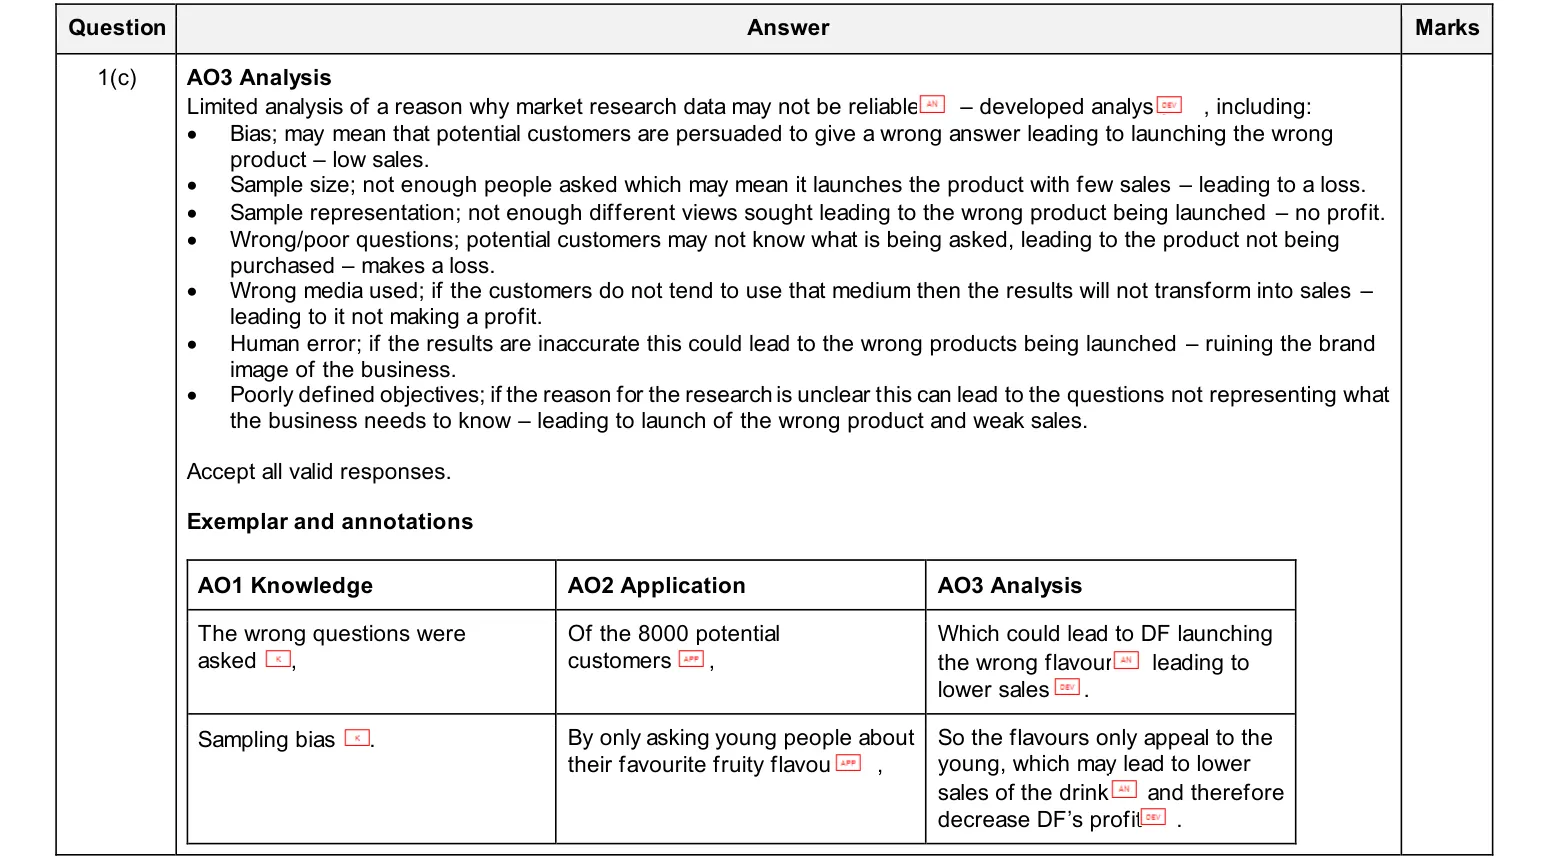 Question Answer Marks
1(c) AO3 Analysis
Limited analysis of a reason why market research data may not be reliable AN – developed analys DEV , including:
• Bias; may mean that potential customers are persuaded to give a wrong answer leading to launching the wrong
product – low sales.
• Sample size; not enough people asked which may mean it launches the product with few sales – leading to a loss.
• Sample representation; not enough different views sought leading to the wrong product being launched – no profit.
• Wrong/poor questions; potential customers may not know what is being asked, leading to the product not being
purchased – makes a loss.
• Wrong media used; if the customers do not tend to use that medium then the results will not transform into sales –
leading to it not making a profit.
• Human error; if the results are inaccurate this could lead to the wrong products being launched – ruining the brand
image of the business.
• Poorly defined objectives; if the reason for the research is unclear this can lead to the questions not representing what
the business needs to know – leading to launch of the wrong product and weak sales.
Accept all valid responses.
Exemplar and annotations
AO1 Knowledge AO2 Application AO3 Analysis
The wrong questions were
asked K ,
Of the 8000 potential
customers APP ,
Which could lead to DF launching
the wrong flavour AN leading to
lower sales DEV .
Sampling bias K .
By only asking young people about
their favourite fruity flavou APP ,
So the flavours only appeal to the
young, which may lead to lower
sales of the drink AN and therefore
decrease DF’s profit DEV .